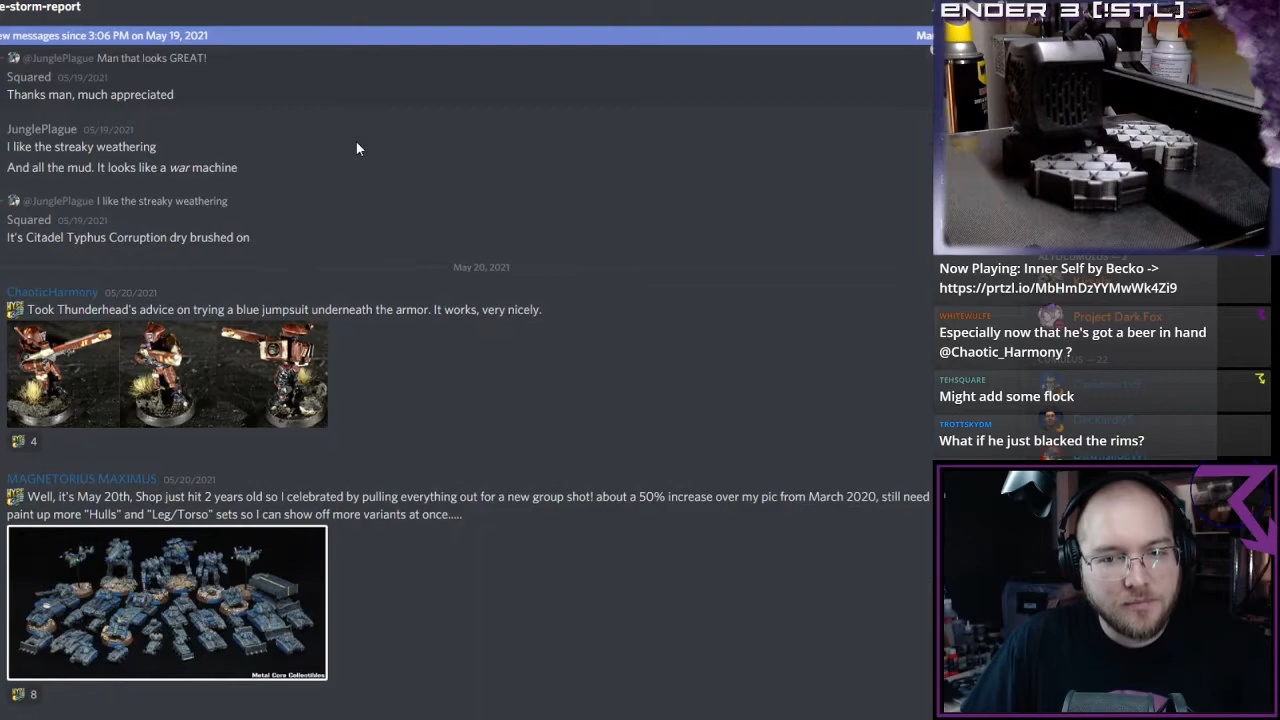 e-storm-report
ENDER 3 [!STL]
ew messages since 3:06 PM on May 19, 2021
Mar
@JunglePlague Man that looks GREAT!
Squared 05/19/2021
Thanks man, much appreciated
JunglePlague 05/19/2021
I like the streaky weathering
And all the mud. It looks like a war machine
@JunglePlague I like the streaky weathering
Squared 05/19/2021
It's Citadel Typhus Corruption dry brushed on
May 20, 2021
ChaoticHarmony 05/20/2021
Took Thunderhead's advice on trying a blue jumpsuit underneath the armor. It works, very nicely.
4
MAGNETORIUS MAXIMUS 05/20/2021
Well, it's May 20th, Shop just hit 2 years old so I celebrated by pulling everything out for a new group shot! about a 50% increase over my pic from March 2020, still need
paint up more "Hulls" and "Leg/Torso" sets so I can show off more variants at once.....
Metal Core Collectibles
8
Now Playing: Inner Self by Becko ->
https://prtzl.io/MbHmDzYYMwWk4Zi9
WHITEWULFE
Project Dark Fox
Especially now that he's got a beer in hand
@Chaotic_Harmony ?
TEHSQUARE
Might add some flock
TROTTSKYDM
What if he just blacked the rims?